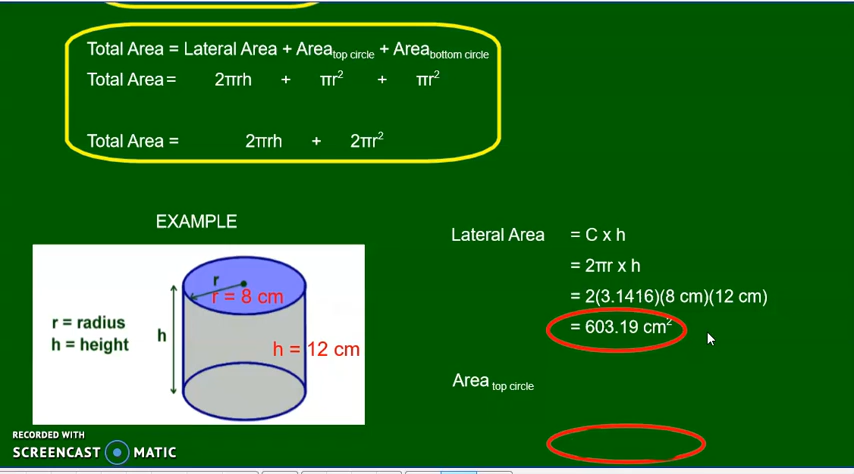 Total Area = Lateral Area + Area top circle + Area bottom circle
Total Area = 2πrh + πr² + πr²
Total Area = 2πrh + 2πr²
EXAMPLE
r
r = 8 cm
r = radius
h = height
h
h = 12 cm
Lateral Area = C x h
= 2πr x h
= 2(3.1416)(8 cm)(12 cm)
= 603.19 cm²
Area top circle
RECORDED WITH
SCREENCAST MATIC